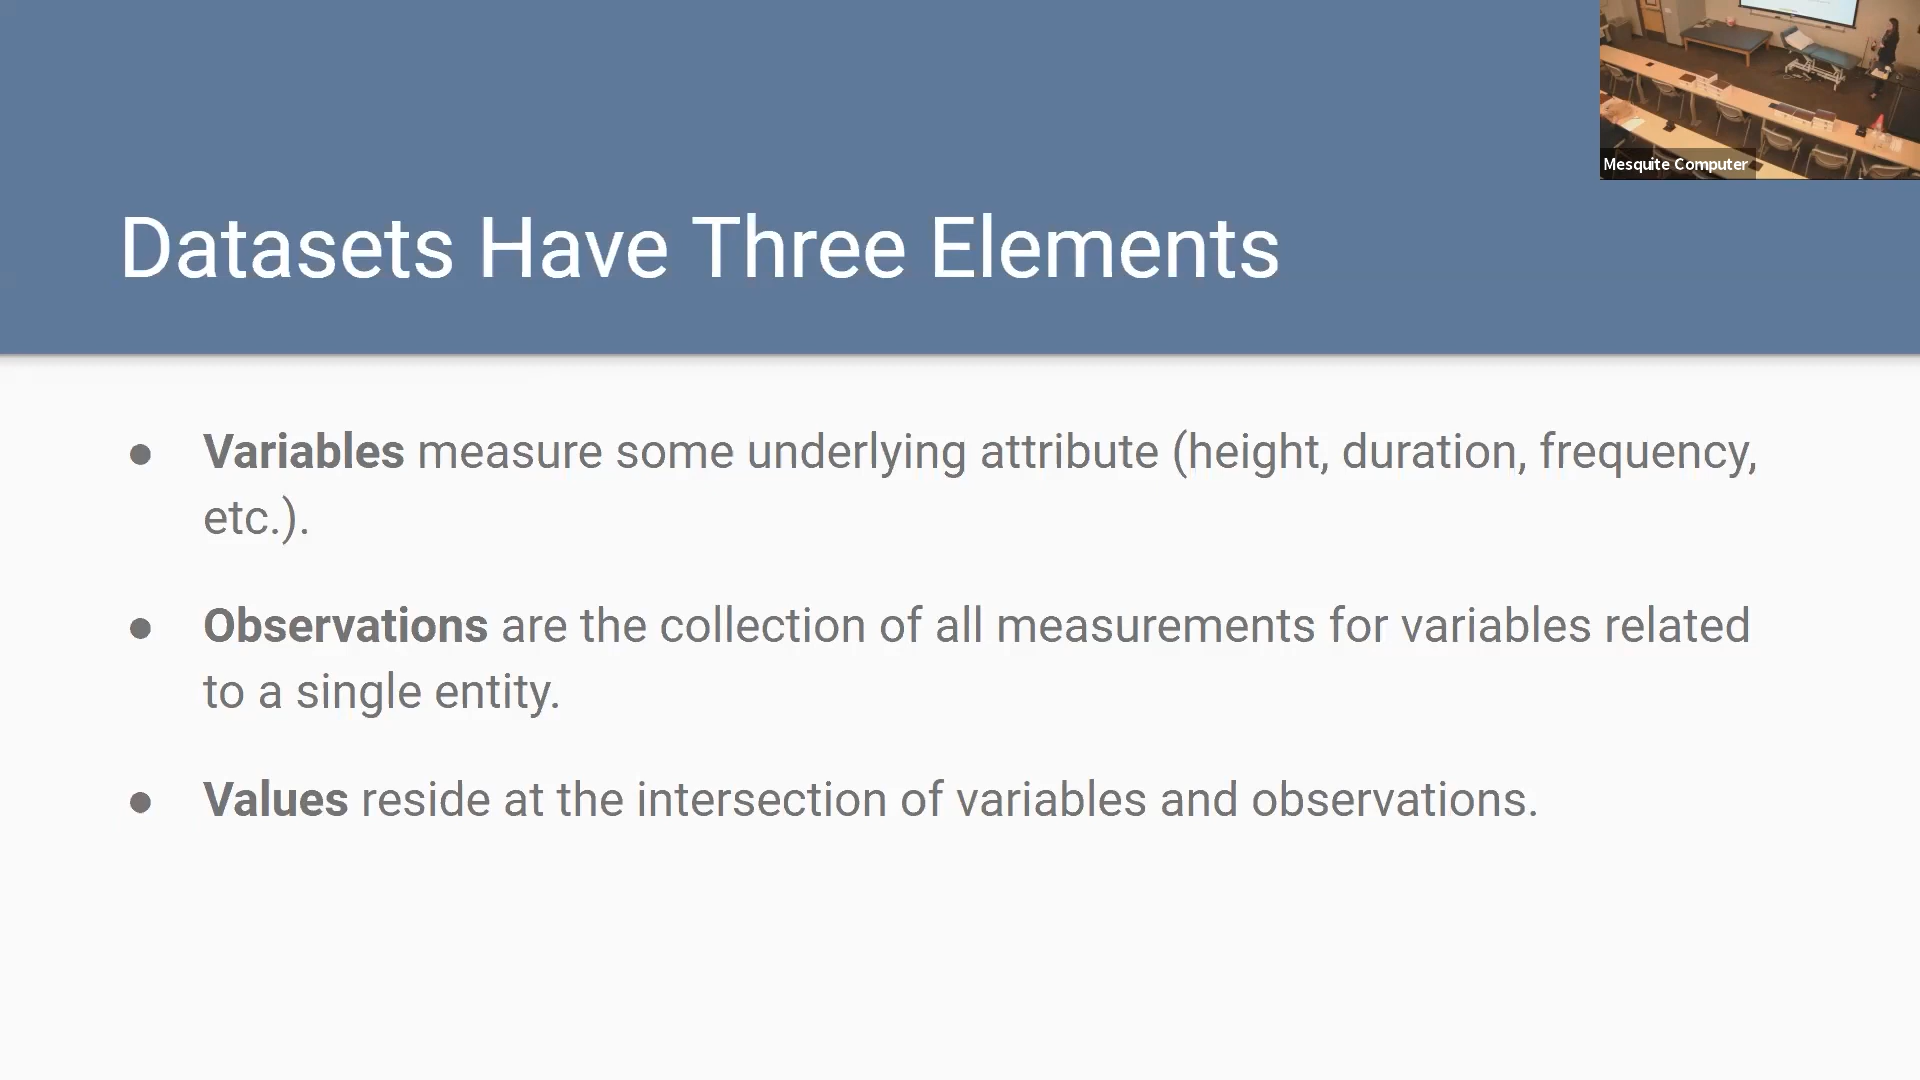 Mesquite Computer
Datasets Have Three Elements
● Variables measure some underlying attribute (height, duration, frequency,
etc.).
● Observations are the collection of all measurements for variables related
to a single entity.
● Values reside at the intersection of variables and observations.